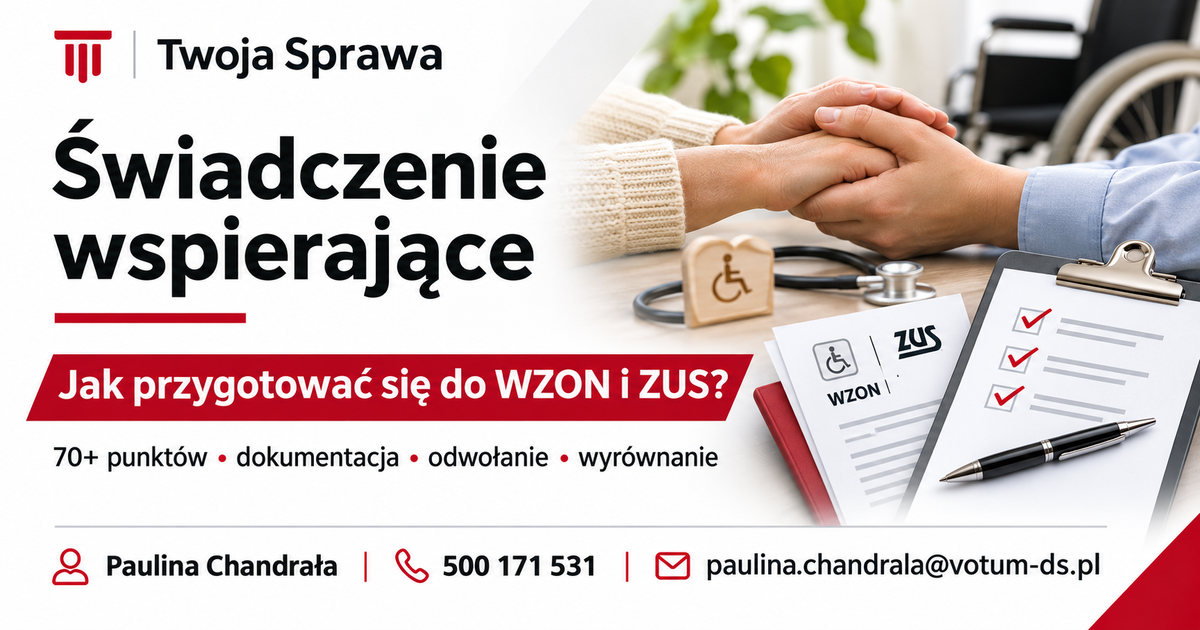 Twoja Sprawa
Świadczenie
wspierające
Jak przygotować się do WZON i ZUS?
70+ punktów • dokumentacja • odwołanie • wyrównanie
ZUS
WZON
Paulina Chandrała | 500 171 531 | paulina.chandrala@votum-ds.pl